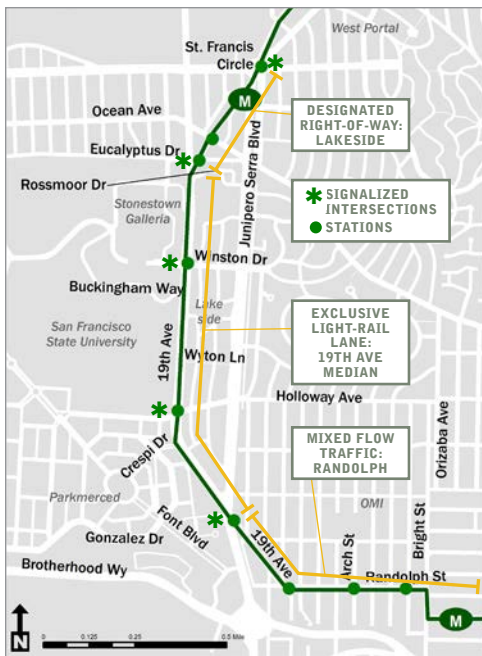 West Portal
St. Francis
Circle
M
Ocean Ave
DESIGNATED
RIGHT-OF-WAY:
LAKESIDE
Eucalyptus Dr
Rossmoor Dr
Junipero Serra Blvd
SIGNALIZED
INTERSECTIONS
STATIONS
Stonestown
Galleria
Winston Dr
Buckingham Way
Lake
side
San Francisco
State University
19th Ave
EXCLUSIVE
LIGHT-RAIL
LANE:
19TH AVE
MEDIAN
Wyton Ln
Holloway Ave
Orizaba Ave
Crespi Dr
MIXED FLOW
TRAFFIC:
RANDOLPH
Parkmerced
OMI
Font Blvd
Gonzalez Dr
19th Ave
Arch St
Bright St
Brotherhood Wy
Randolph St
M
N
0 0.125 0.25 0.5 Miles